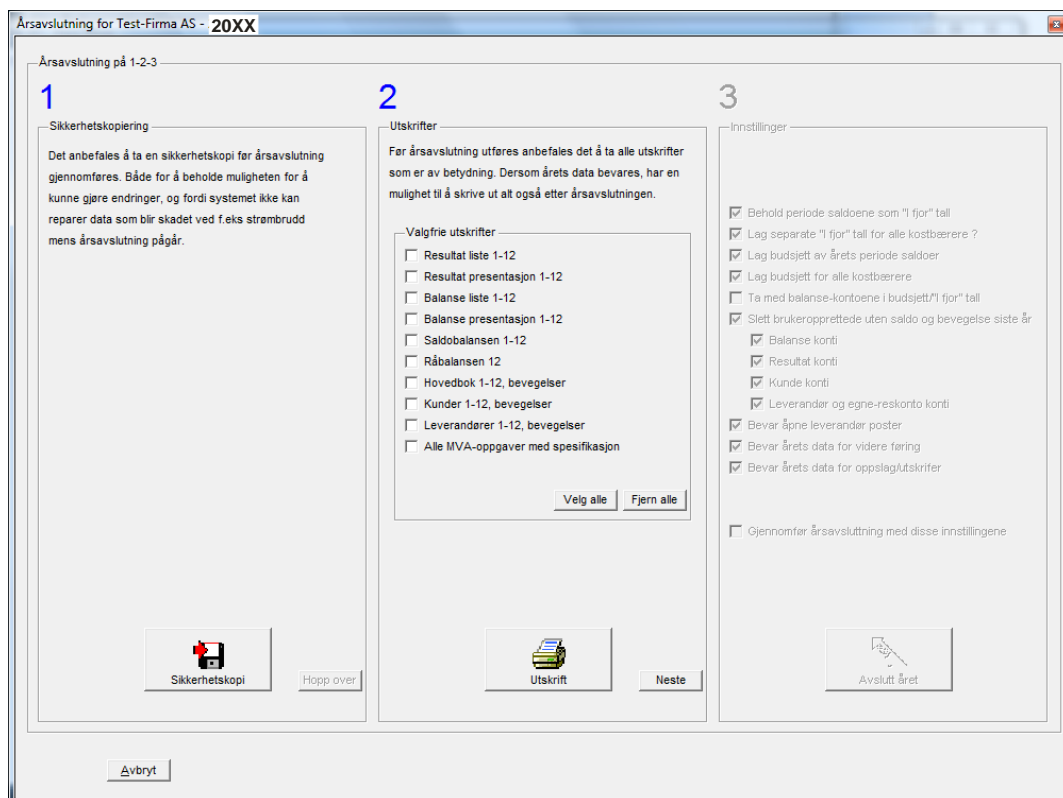 Årsavslutning for Test-Firma AS - 20XX
Årsavslutning på 1-2-3
1
Sikkerhetskopiering
Det anbefales å ta en sikkerhetskopi før årsavslutning
gjennomføres. Både for å beholde muligheten for å
kunne gjøre endringer, og fordi systemet ikke kan
reparer data som blir skadet ved f.eks strømbrudd
mens årsavslutning pågår.
Sikkerhetskopi
Hopp over
2
Utskrifter
Før årsavslutning utføres anbefales det å ta alle utskrifter
som er av betydning. Dersom årets data bevares, har en
mulighet til å skrive ut alt også etter årsavslutningen.
Valgfrie utskrifter
Resultat liste 1-12
Resultat presentasjon 1-12
Balanse liste 1-12
Balanse presentasjon 1-12
Saldobalansen 1-12
Råbalansen 12
Hovedbok 1-12, bevegelser
Kunder 1-12, bevegelser
Leverandører 1-12, bevegelser
Alle MVA-oppgaver med spesifikasjon
Velg alle
Fjern alle
Utskrift
Neste
3
Innstillinger
Behold periode saldoene som "I fjor" tall
Lag separate "I fjor" tall for alle kostbærere ?
Lag budsjett av årets periode saldoer
Lag budsjett for alle kostbærere
Ta med balanse-kontoene i budsjett/"I fjor" tall
Slett brukeropprettede uten saldo og bevegelse siste år
Balanse konti
Resultat konti
Kunde konti
Leverandør og egne-reskonto konti
Bevar åpne leverandør poster
Bevar årets data for videre føring
Bevar årets data for oppslag/utskrifer
Gjennomfør årsavsluttning med disse innstillingene
Avslutt året
Avbryt